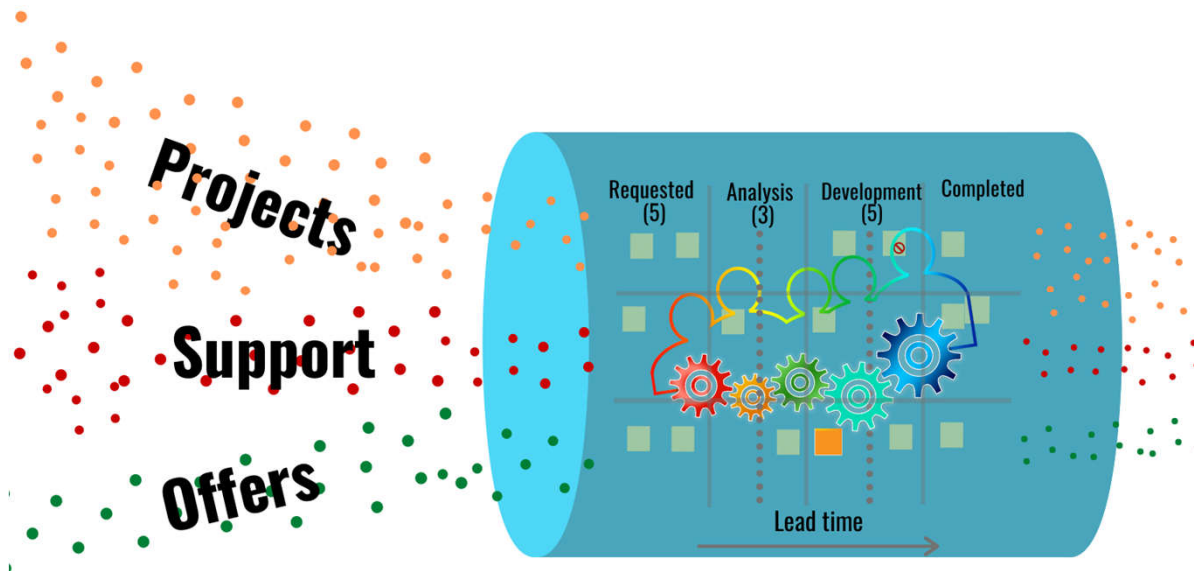 Projects
Support
Offers
Requested
(5)
Analysis
(3)
Development
(5)
Completed
Lead time